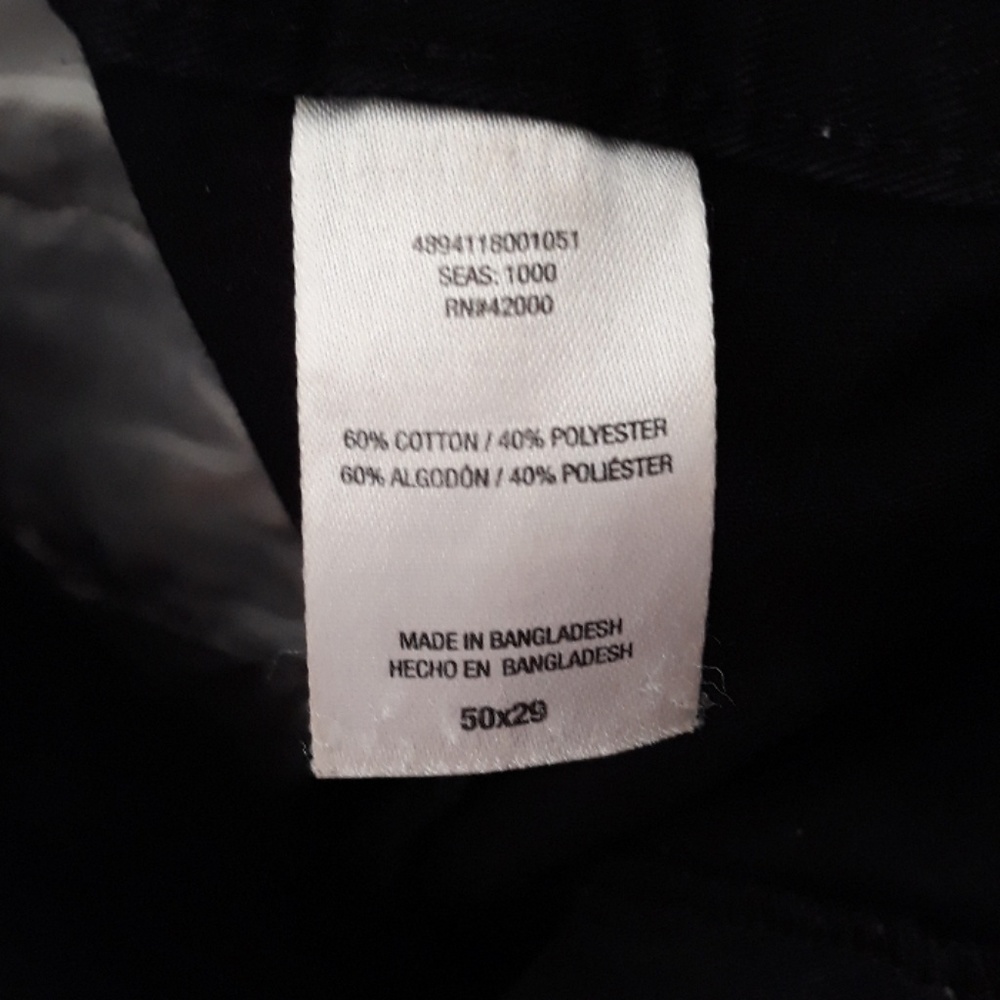 4894118001051
SEAS: 1000
RN#42000
60% COTTON / 40% POLYESTER
60% ALGODÓN / 40% POLIÉSTER
MADE IN BANGLADESH
HECHO EN BANGLADESH
50x29